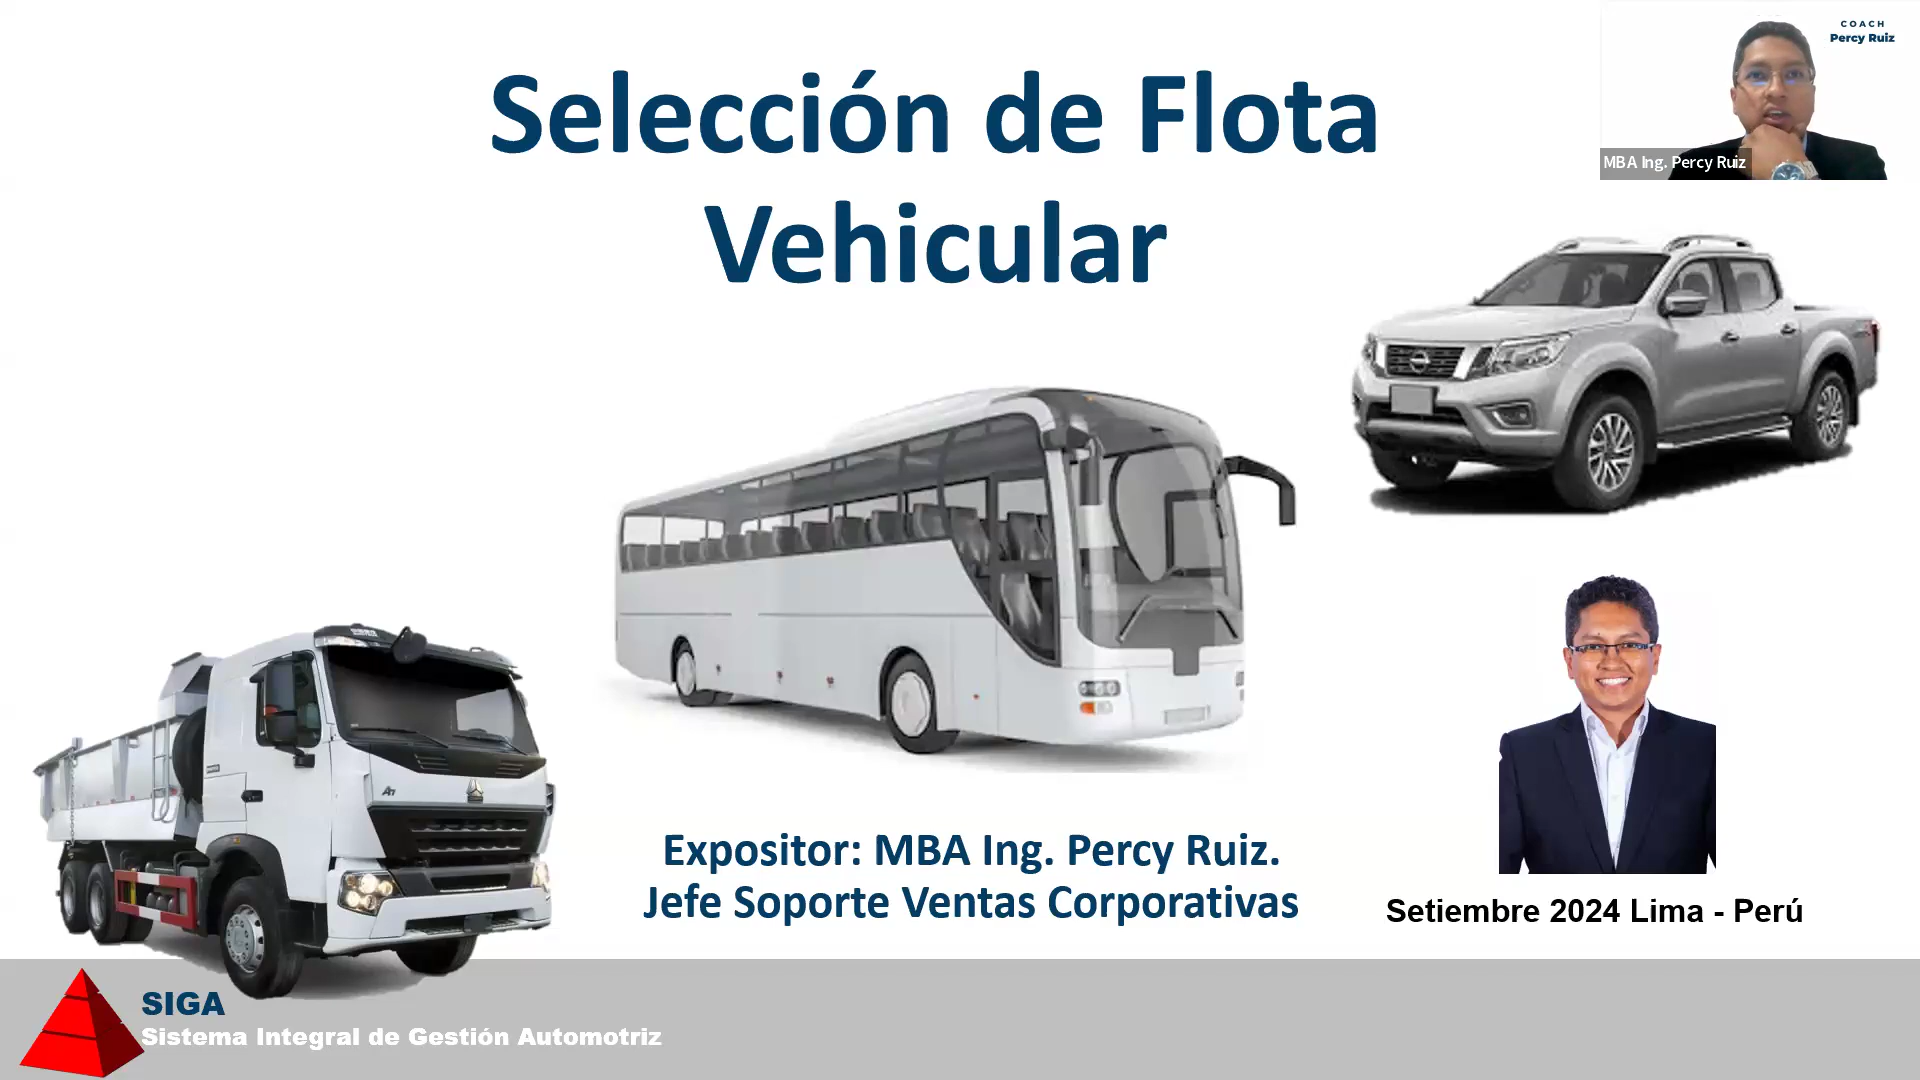 COACH
Percy Ruiz
MBA Ing. Percy Ruiz
Selección de Flota
Vehicular
A7
Expositor: MBA Ing. Percy Ruiz.
Jefe Soporte Ventas Corporativas
Setiembre 2024 Lima - Perú
SIGA
Sistema Integral de Gestión Automotriz